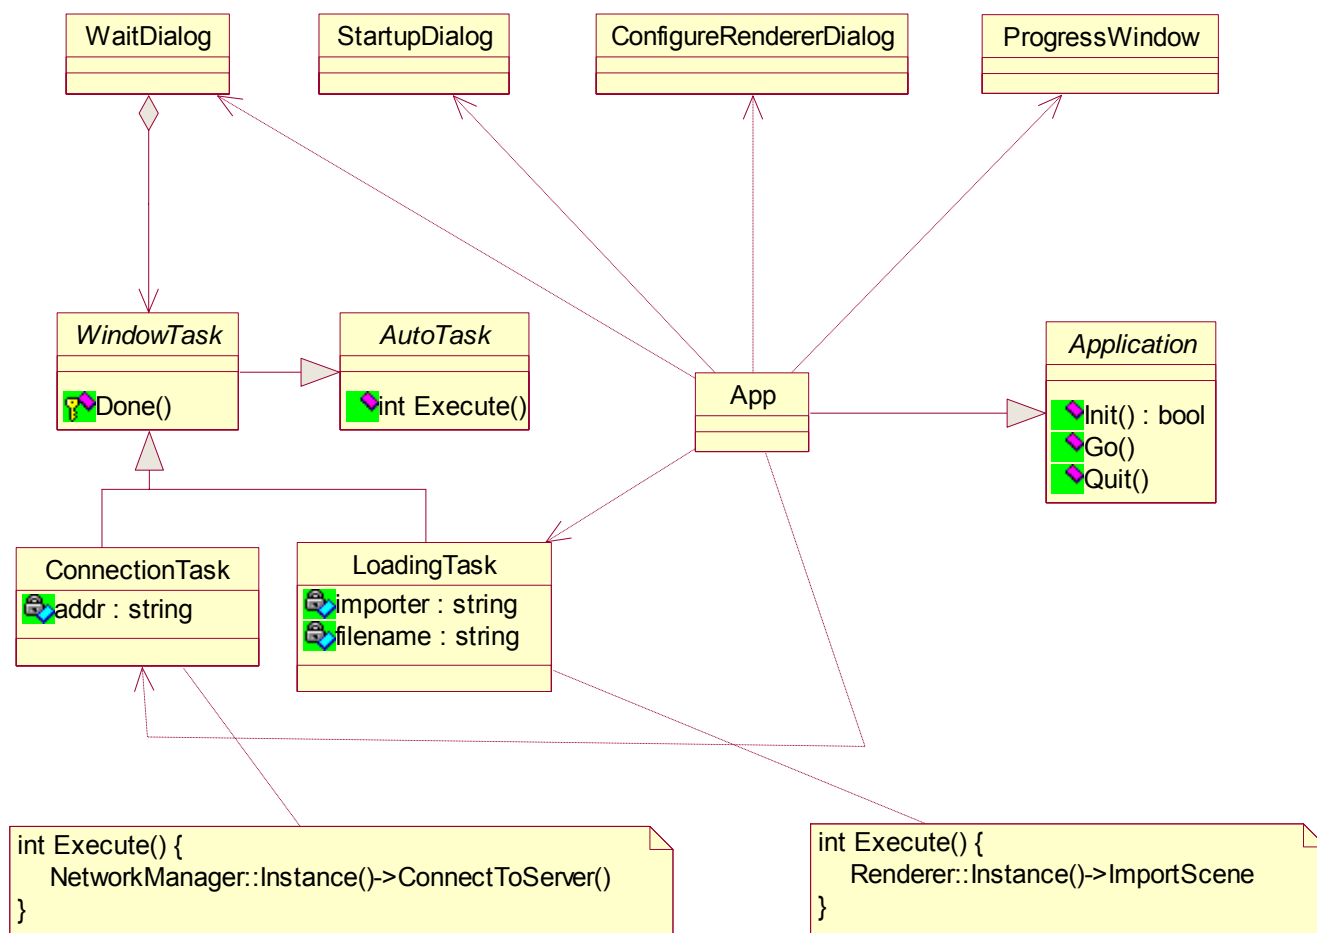 WaitDialog
StartupDialog
ConfigureRendererDialog
ProgressWindow
WindowTask
Done()
AutoTask
int Execute()
App
Application
Init() : bool
Go()
Quit()
ConnectionTask
addr : string
LoadingTask
importer : string
filename : string
int Execute() {
NetworkManager::Instance()->ConnectToServer()
}
int Execute() {
Renderer::Instance()->ImportScene
}